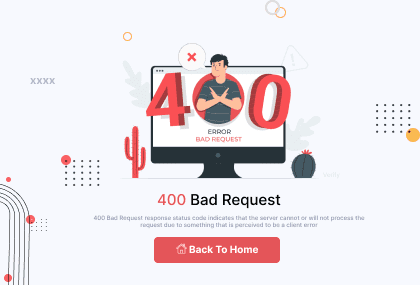 xxxx
400
ERROR
BAD REQUEST
400 Bad Request
400 Bad Request response status code indicates that the server cannot or will not process the
request due to something that is perceived to be a client error
Back To Home